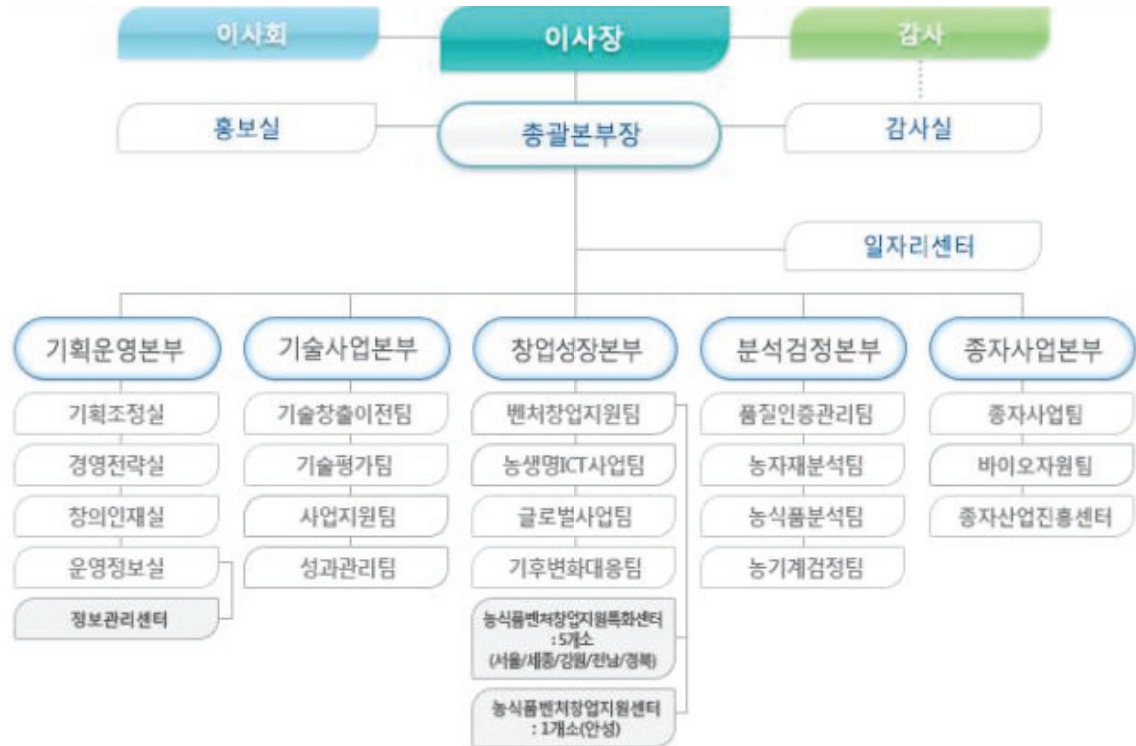 이사회
이사장
감사
홍보실
총괄본부장
감사실
일자리센터
기획운영본부
기획조정실
경영전략실
창의인재실
운영정보실
정보관리센터
기술사업본부
기술창출이전팀
기술평가팀
사업지원팀
성과관리팀
창업성장본부
벤처창업지원팀
농생명ICT사업팀
글로벌사업팀
기후변화대응팀
농식품벤처창업지원특화센터
: 5개소
(서울/세종/강원/전남/경북)
농식품벤처창업지원센터
: 1개소(안성)
분석검정본부
품질인증관리팀
농자재분석팀
농식품분석팀
농기계검정팀
종자사업본부
종자사업팀
바이오자원팀
종자산업진흥센터